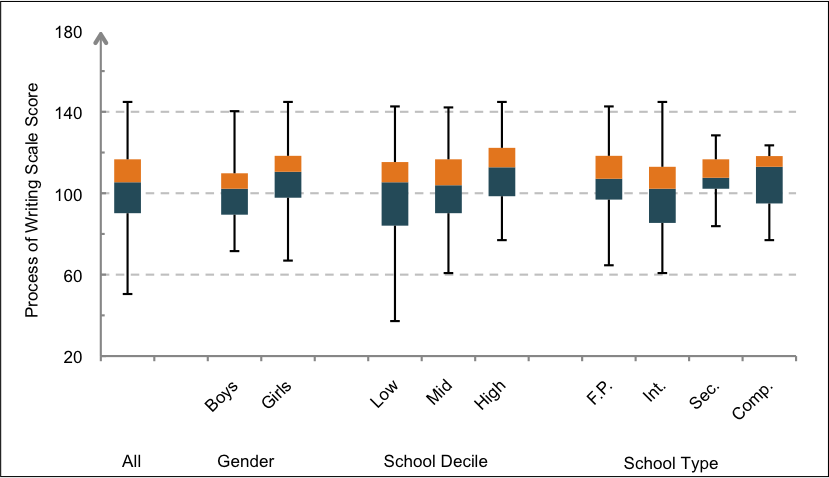 Process of Writing Scale Score
180
140
100
60
20
Boys
Girls
Low
Mid
High
F.P.
Int.
Sec.
Comp.
All
Gender
School Decile
School Type